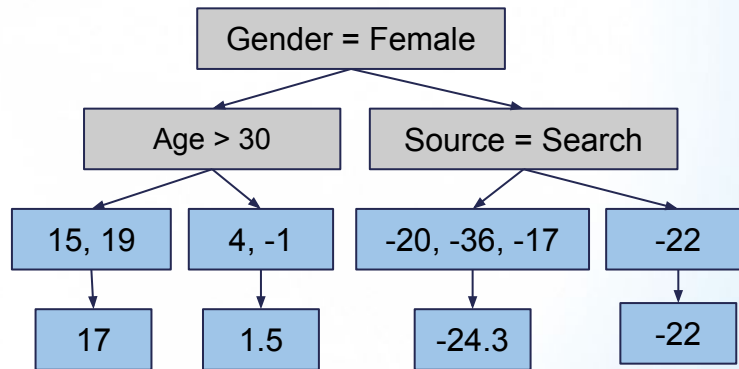 Gender = Female
Age > 30
Source = Search
15, 19
4, -1
-20, -36, -17
-22
17
1.5
-24.3
-22